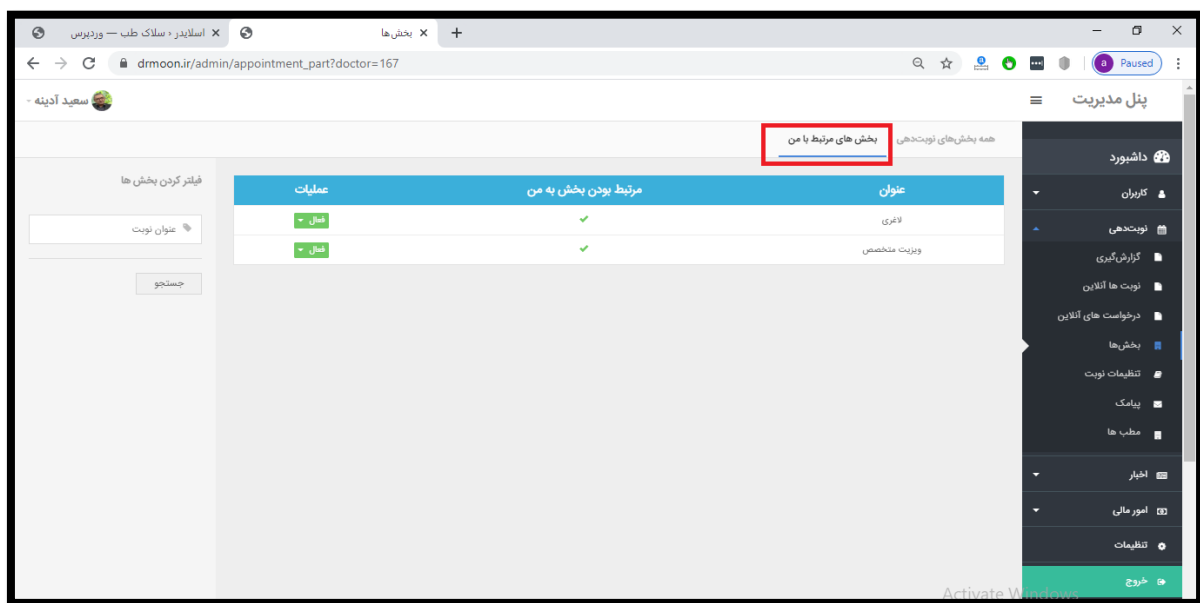 اسلایدر ‹ سلاک طب — وردپرس
بخش‌ها
drmoon.ir/admin/appointment_part?doctor=167
a Paused
پنل مدیریت
سعید آدینه
همه بخش‌های نوبت‌دهی
بخش های مرتبط با من
داشبورد
کاربران
نوبت‌دهی
گزارش‌گیری
نوبت ها آنلاین
درخواست های آنلاین
بخش‌ها
تنظیمات نوبت
پیامک
مطب ها
اخبار
امور مالی
تنظیمات
خروج
عنوان مرتبط بودن بخش به من عملیات
لاغری فعال
ویزیت متخصص فعال
فیلتر کردن بخش ها
عنوان نوبت
جستجو
Activate Windows